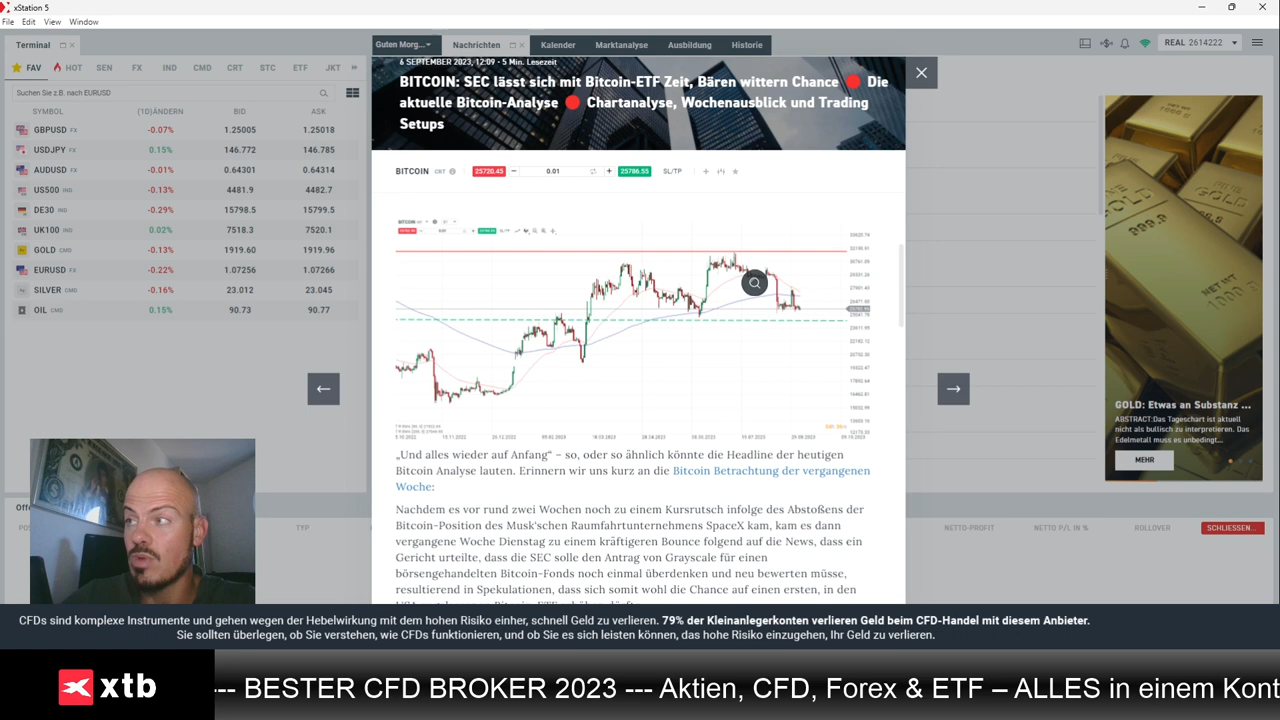 xStation 5
File Edit View Window
Terminal
Guten Morg...
Nachrichten
Kalender
Marktanalyse
Ausbildung
Historie
REAL 2614222
FAV HOT SEN FX IND CMD CRT STC ETF JKT
Suchen Sie z.B. nach EURUSD
SYMBOL (1D)ÄNDERN BID ASK
GBPUSD FX -0.07% 1.25005 1.25018
USDJPY FX 0.15% 146.772 146.785
AUDUSD FX -0.01% 0.64301 0.64314
US500 IND -0.13% 4481.9 4482.7
DE30 IND -0.29% 15798.5 15799.5
UK100 IND 0.02% 7518.3 7520.1
GOLD CMD -0.13% 1919.60 1919.96
EURUSD FX -0.22% 1.07256 1.07266
SILVER CMD -0.16% 23.012 23.045
OIL CMD 0.15% 90.73 90.77
6 SEPTEMBER 2023, 12:09 - 5 Min. Lesezeit
BITCOIN: SEC lässt sich mit Bitcoin-ETF Zeit, Bären wittern Chance 🔴 Die
aktuelle Bitcoin-Analyse 🔴 Chartanalyse, Wochenausblick und Trading
Setups
BITCOIN CRT 25720.45 − 0.01 + 25786.55 SL/TP
BITCOIN
„Und alles wieder auf Anfang“ – so, oder so ähnlich könnte die Headline der heutigen
Bitcoin Analyse lauten. Erinnern wir uns kurz an die Bitcoin Betrachtung der vergangenen
Woche:
Nachdem es vor rund zwei Wochen noch zu einem Kursrutsch infolge des Abstoßens der
Bitcoin-Position des Musk'schen Raumfahrtunternehmens SpaceX kam, kam es dann
vergangene Woche Dienstag zu einem kräftigeren Bounce folgend auf die News, dass ein
Gericht urteilte, dass die SEC solle den Antrag von Grayscale für einen
börsengehandelten Bitcoin-Fonds noch einmal überdenken und neu bewerten müsse,
resultierend in Spekulationen, dass sich somit wohl die Chance auf einen ersten, in den
GOLD: Etwas an Substanz ...
ABSTRACT:Das Tageschart ist aktuell
nicht als bullisch zu interpretieren. Das
Edelmetall muss es unbedingt...
MEHR
TYP
NETTO-PROFIT NETTO P/L IN % ROLLOVER SCHLIESSEN...
CFDs sind komplexe Instrumente und gehen wegen der Hebelwirkung mit dem hohen Risiko einher, schnell Geld zu verlieren. 79% der Kleinanlegerkonten verlieren Geld beim CFD-Handel mit diesem Anbieter.
Sie sollten überlegen, ob Sie verstehen, wie CFDs funktionieren, und ob Sie es sich leisten können, das hohe Risiko einzugehen, Ihr Geld zu verlieren.
xtb
--- BESTER CFD BROKER 2023 --- Aktien, CFD, Forex & ETF – ALLES in einem Kont